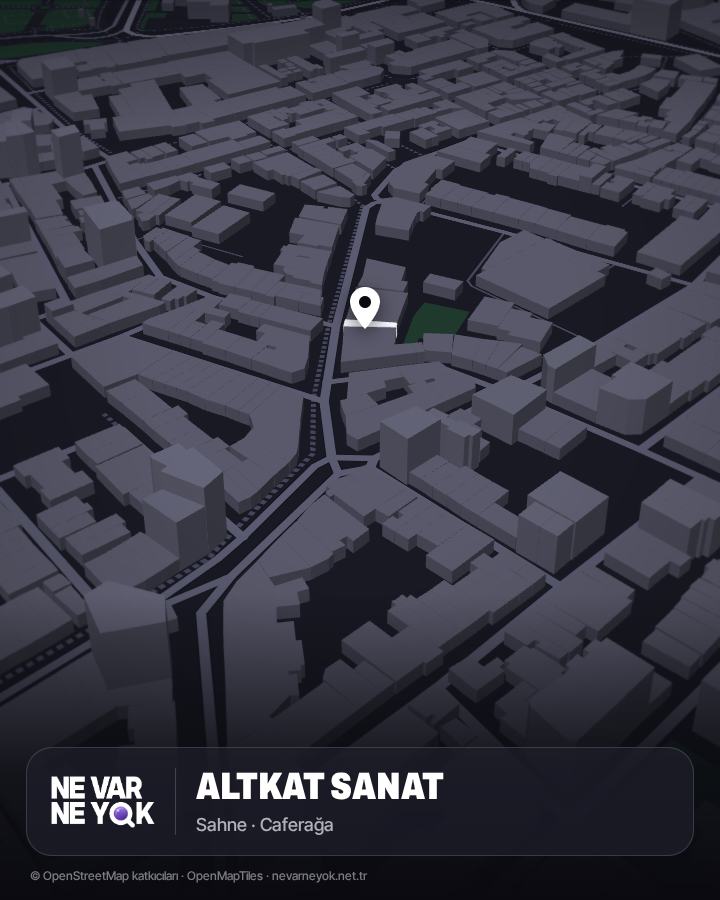 NE VAR
NE YOK
ALTKAT SANAT
Sahne · Caferağa
© OpenStreetMap katkıcıları · OpenMapTiles · nevarneyok.net.tr